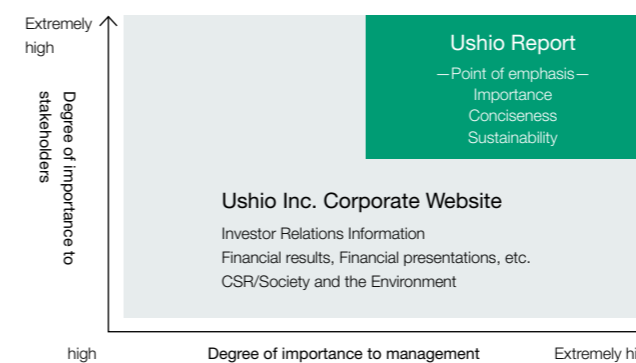 Extremely
high
Ushio Report
—Point of emphasis—
Importance
Conciseness
Sustainability
Degree of importance to
stakeholders
Ushio Inc. Corporate Website
Investor Relations Information
Financial results, Financial presentations, etc.
CSR/Society and the Environment
high
Degree of importance to management
Extremely hi